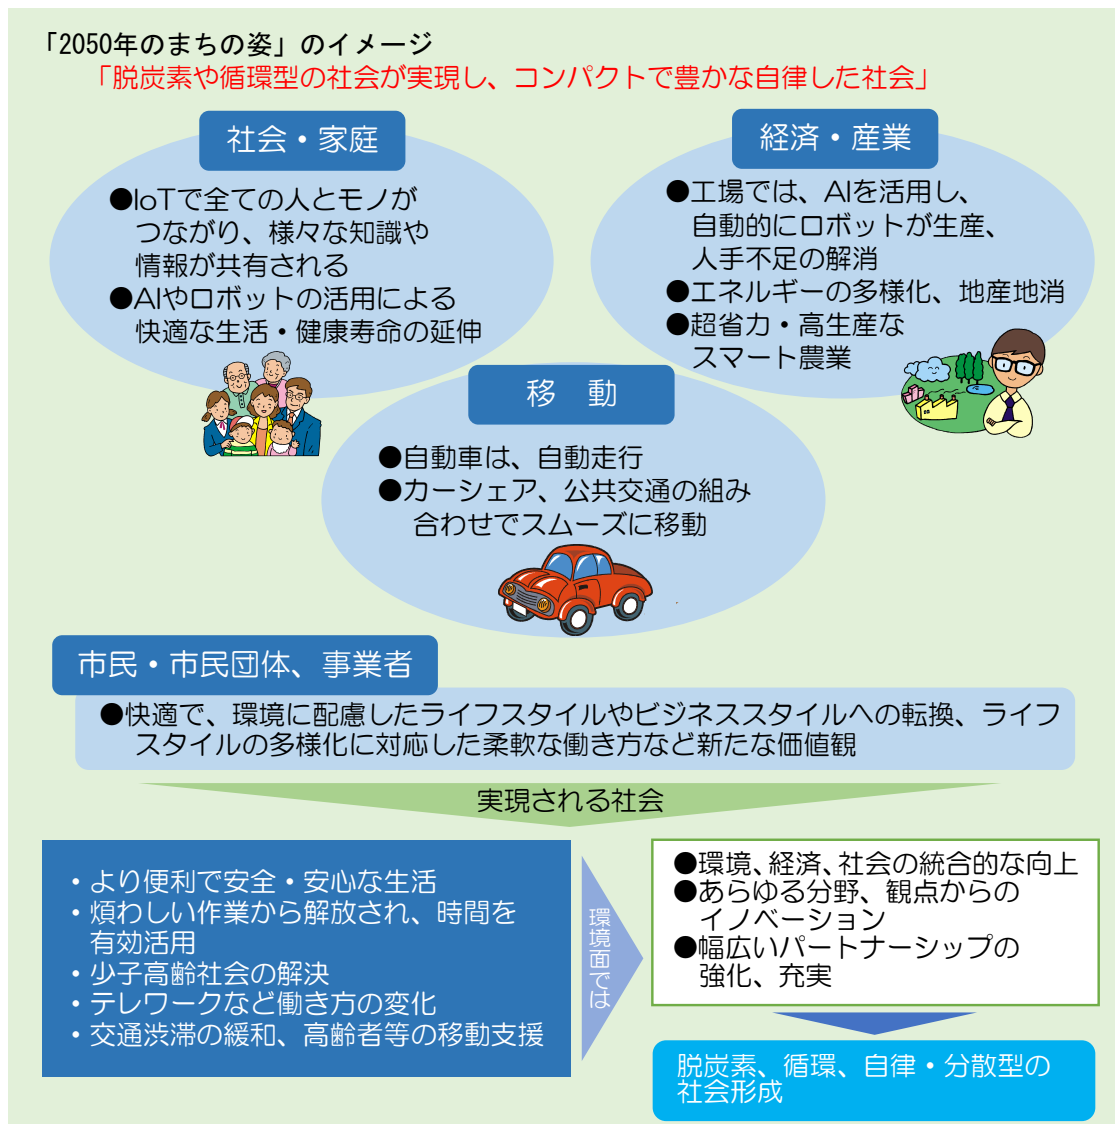 「2050年のまちの姿」のイメージ
「脱炭素や循環型の社会が実現し、コンパクトで豊かな自律した社会」
社会・家庭
●IoTで全ての人とモノが
つながり、様々な知識や
情報が共有される
●AIやロボットの活用による
快適な生活・健康寿命の延伸
経済・産業
●工場では、AIを活用し、
自動的にロボットが生産、
人手不足の解消
●エネルギーの多様化、地産地消
●超省力・高生産な
スマート農業
移　動
●自動車は、自動走行
●カーシェア、公共交通の組み
合わせでスムーズに移動
市民・市民団体、事業者
●快適で、環境に配慮したライフスタイルやビジネススタイルへの転換、ライフ
スタイルの多様化に対応した柔軟な働き方など新たな価値観
実現される社会
・より便利で安全・安心な生活
・煩わしい作業から解放され、時間を
有効活用
・少子高齢社会の解決
・テレワークなど働き方の変化
・交通渋滞の緩和、高齢者等の移動支援
環境面では
●環境、経済、社会の統合的な向上
●あらゆる分野、観点からの
イノベーション
●幅広いパートナーシップの
強化、充実
脱炭素、循環、自律・分散型の
社会形成